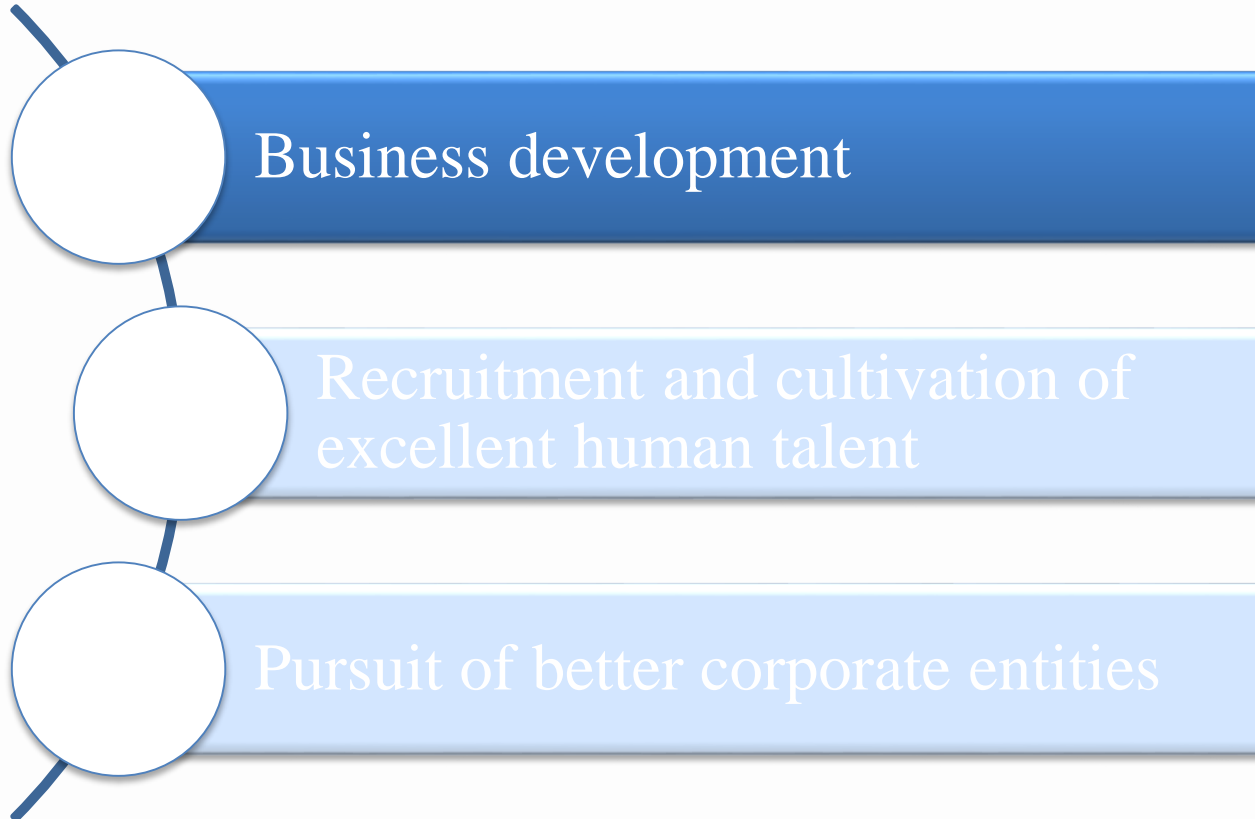 Business development
Recruitment and cultivation of
excellent human talent
Pursuit of better corporate entities